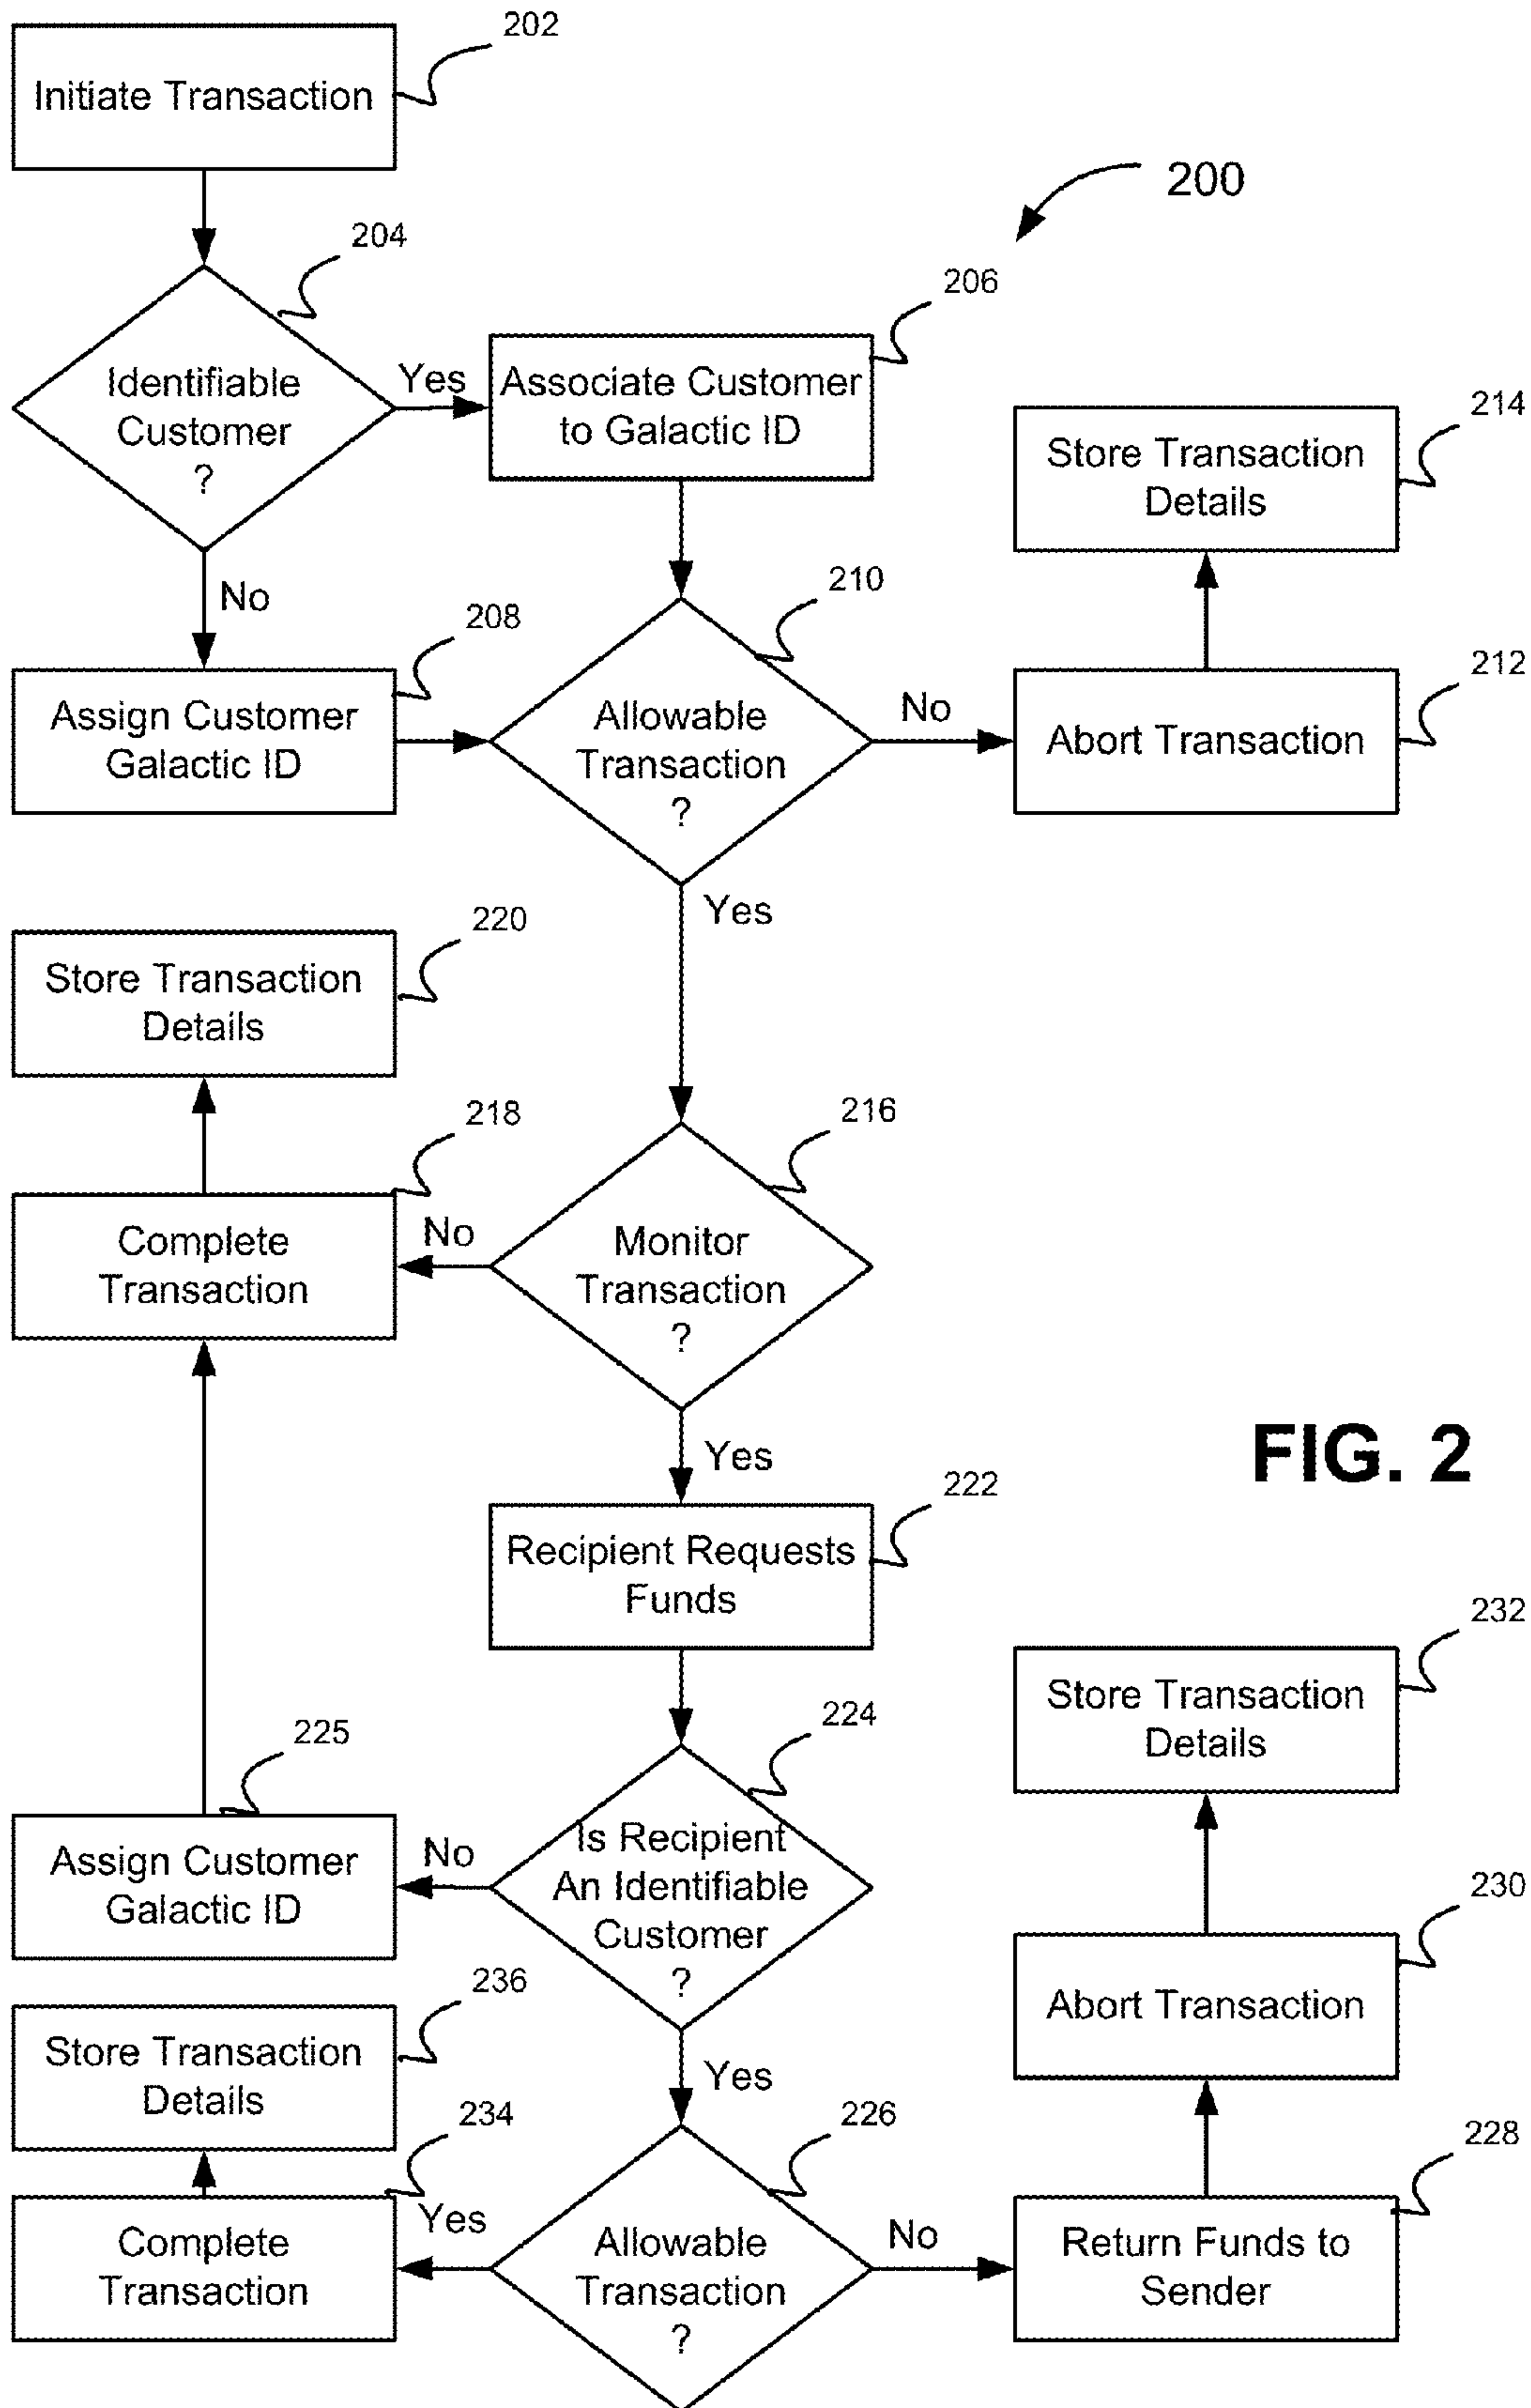 202
Initiate Transaction
200
204
206
Identifiable
Customer
?
Yes
Associate Customer
to Galactic ID
214
Store Transaction
Details
No
210
208
212
Assign Customer
Galactic ID
Allowable
Transaction
?
No
Abort Transaction
Yes
220
Store Transaction
Details
218
216
Complete
Transaction
No
Monitor
Transaction
?
Yes
FIG. 2
222
Recipient Requests
Funds
232
Store Transaction
Details
225
224
Assign Customer
Galactic ID
No
Is Recipient
An Identifiable
Customer
?
230
Abort Transaction
236
Store Transaction
Details
Yes
234
226
228
Complete
Transaction
Yes
Allowable
Transaction
?
No
Return Funds to
Sender